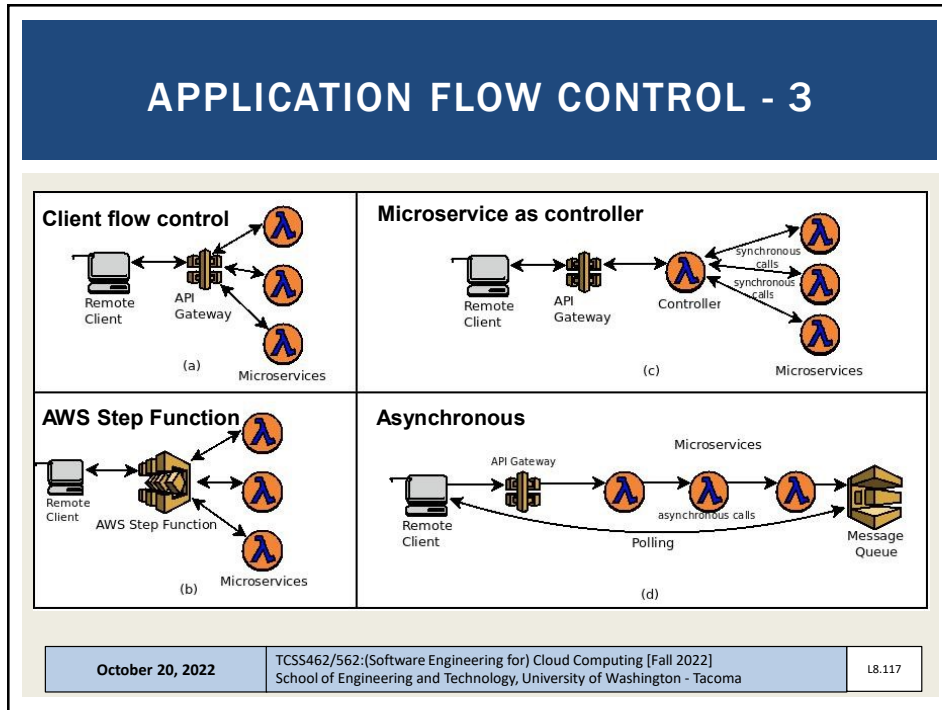 APPLICATION FLOW CONTROL - 3
Client flow control
Remote
Client
API
Gateway
(a)
Microservices
Microservice as controller
Remote
Client
API
Gateway
Controller
synchronous
calls
synchronous
calls
(c)
Microservices
AWS Step Function
Remote
Client
AWS Step Function
(b)
Microservices
Asynchronous
Microservices
API Gateway
Remote
Client
asynchronous calls
Polling
Message
Queue
(d)
λ
λ
λ
λ
λ
λ
λ
λ
λ
λ
λ
λ
λ
October 20, 2022
TCSS462/562:(Software Engineering for) Cloud Computing [Fall 2022]
School of Engineering and Technology, University of Washington - Tacoma
L8.117